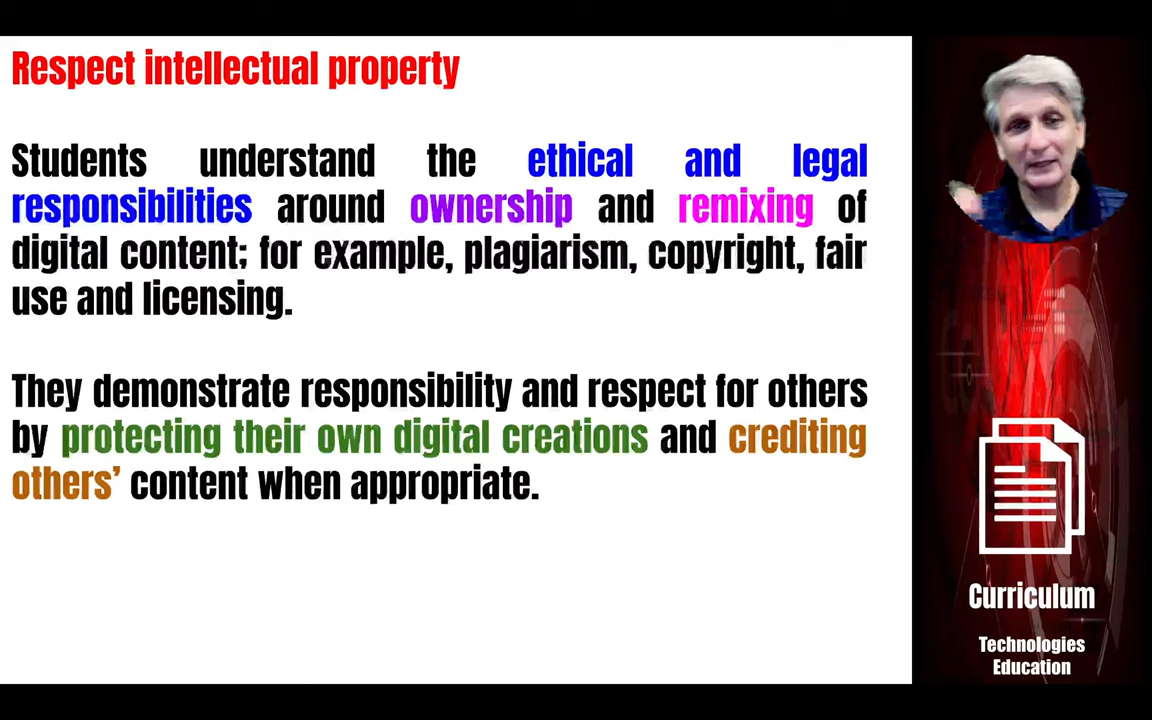 Respect intellectual property
Students understand the ethical and legal
responsibilities around ownership and remixing of
digital content; for example, plagiarism, copyright, fair
use and licensing.
They demonstrate responsibility and respect for others
by protecting their own digital creations and crediting
others’ content when appropriate.
Curriculum
Technologies
Education